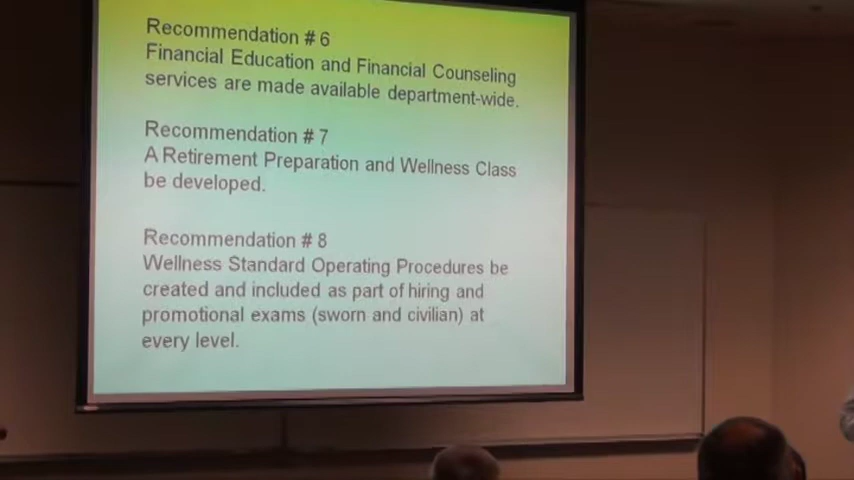 Recommendation # 6
Financial Education and Financial Counseling
services are made available department-wide.
Recommendation # 7
A Retirement Preparation and Wellness Class
be developed.
Recommendation # 8
Wellness Standard Operating Procedures be
created and included as part of hiring and
promotional exams (sworn and civilian) at
every level.